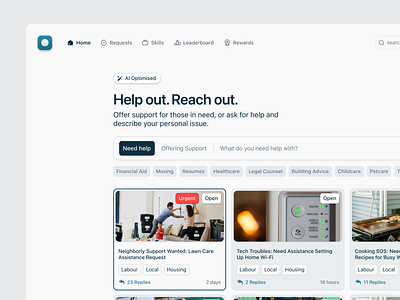 Home Requests Skills Leaderboard Rewards searc
AI Optimised
Help out. Reach out.
Offer support for those in need, or ask for help and
describe your personal issue.
Need help Offering Support What do you need help with?
Financial Aid Moving Resumes Healthcare Legal Counsel Building Advice Childcare Petcare T
Urgent Open
Open
Neighborly Support Wanted: Lawn Care
Assistance Request
Labour Local Housing
23 Replies 2 days
Tech Troubles: Need Assistance Setting
Up Home Wi-Fi
Labour Local Housing
2 Replies 16 hours
Cooking SOS: Need
Recipes for Busy W
Labour Local
11 Replies